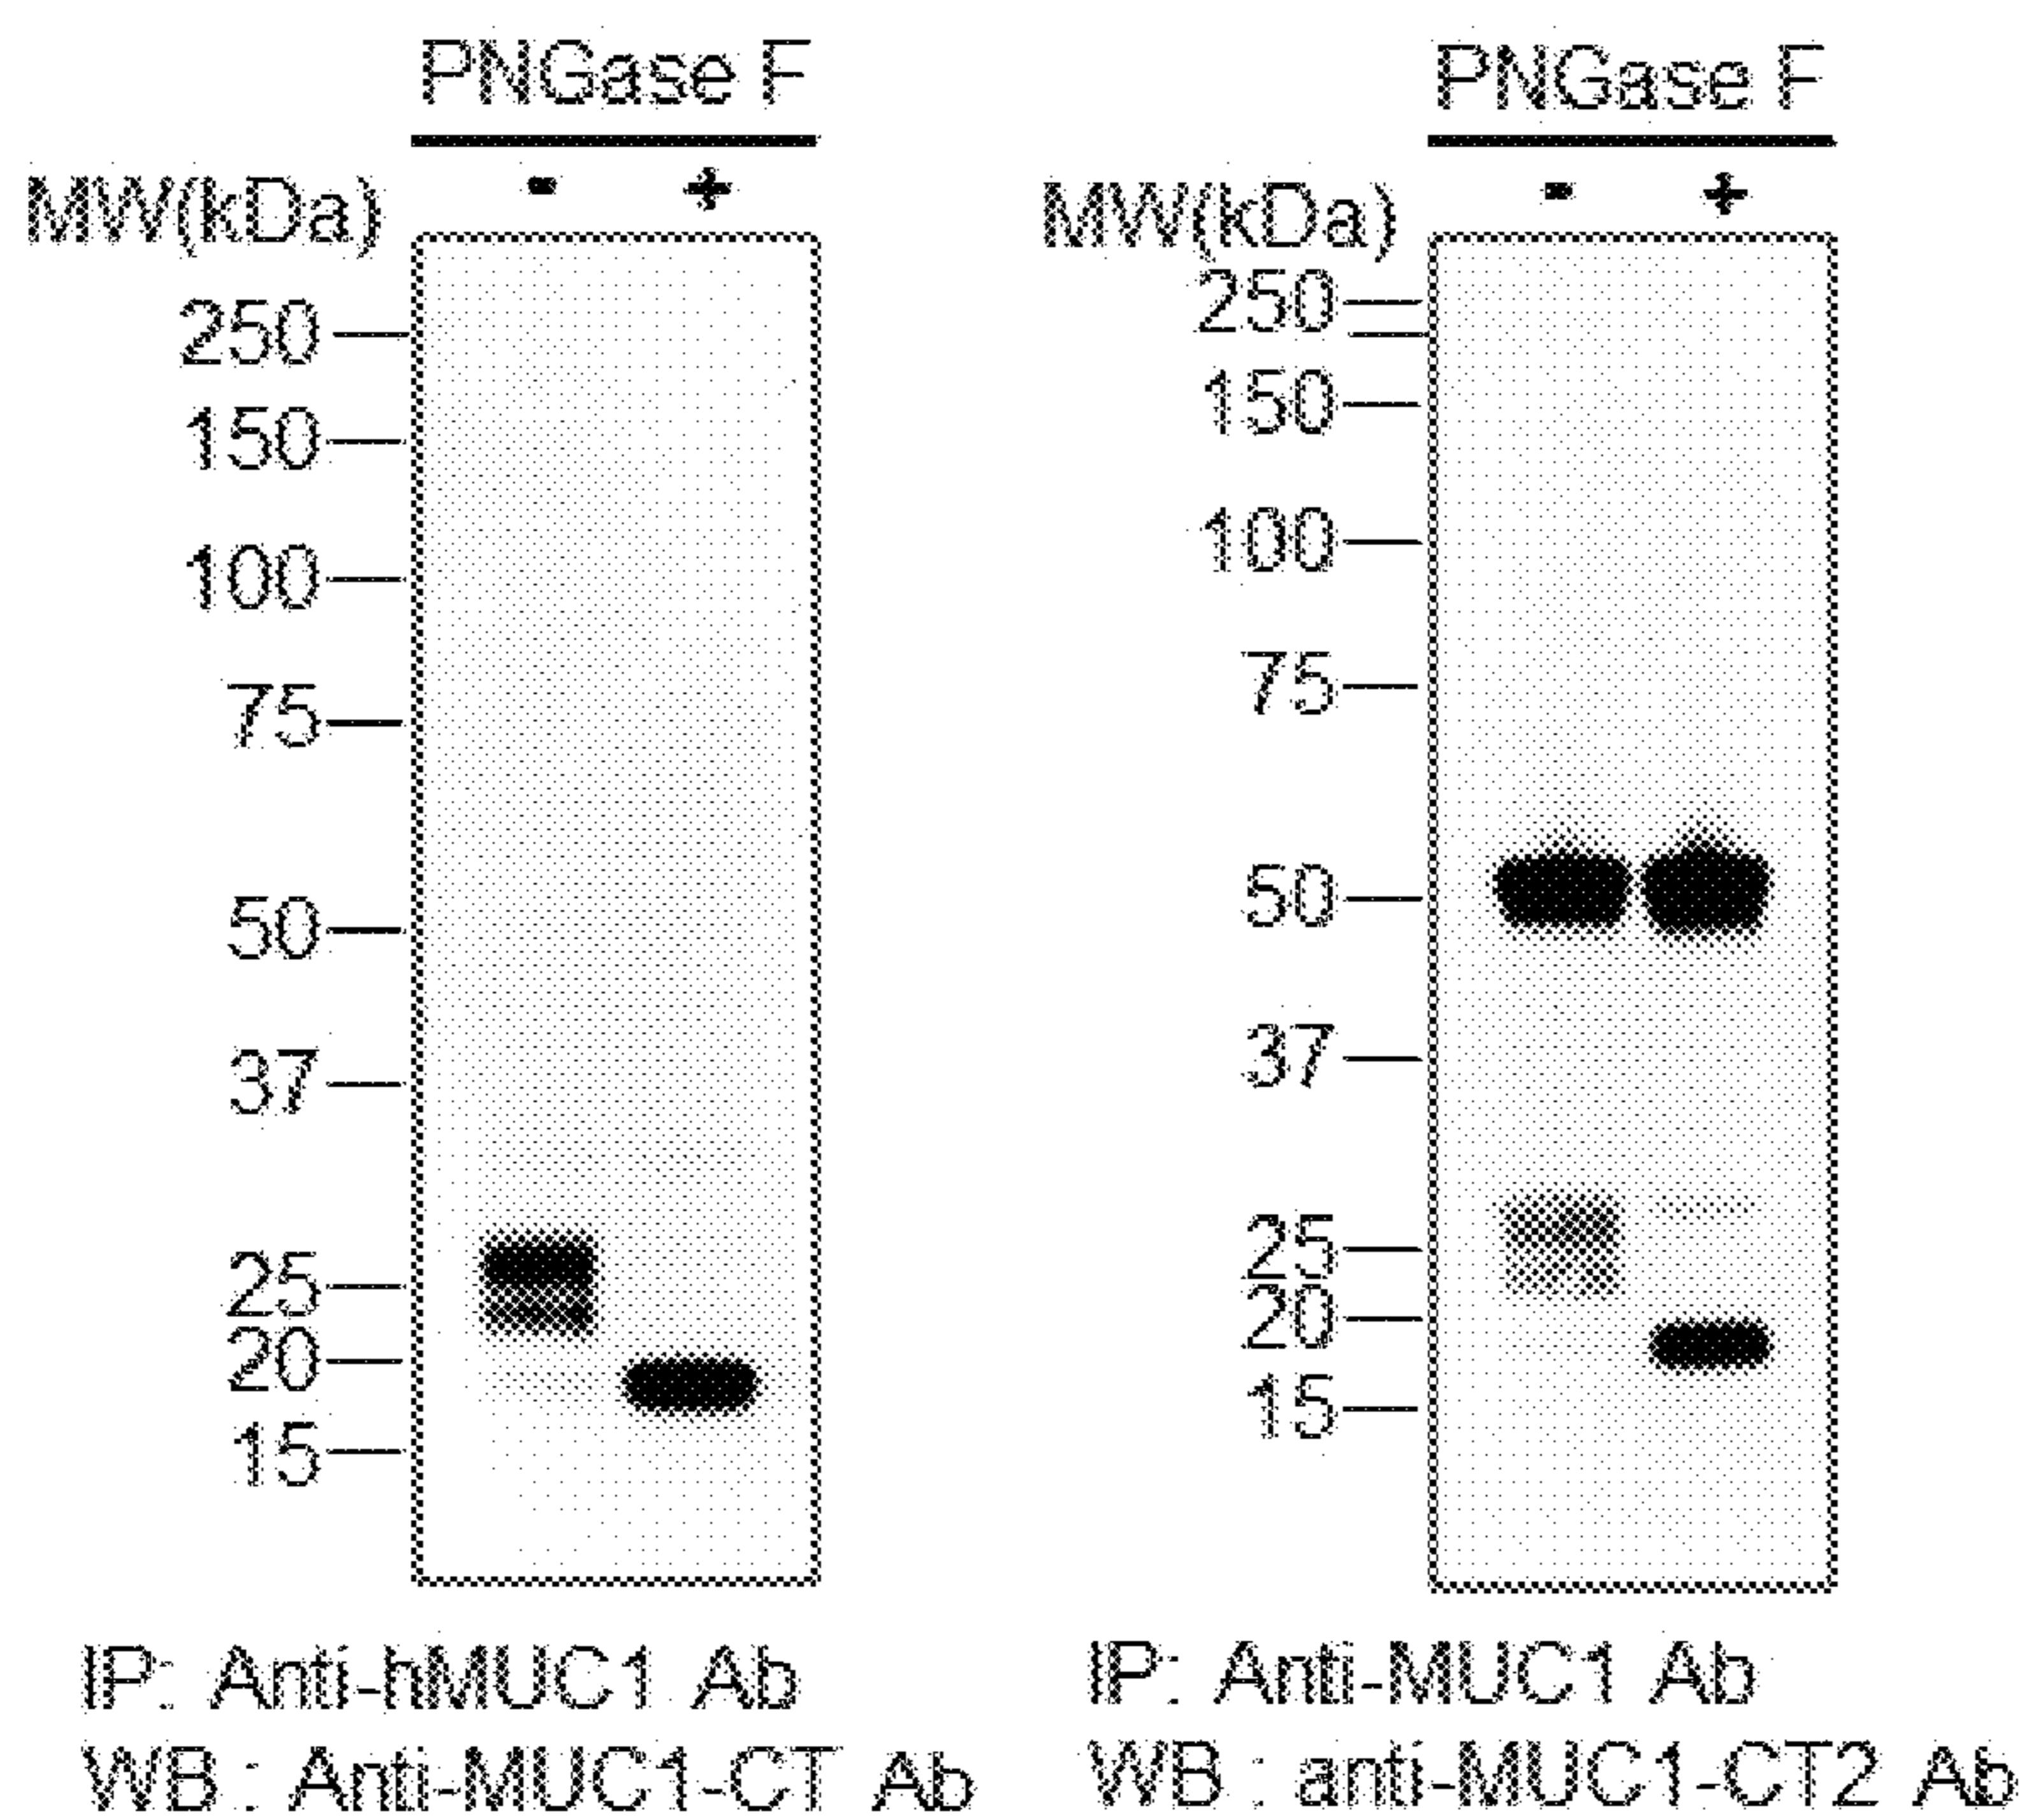 PNGase F
- +
MW(kDa)
250
150
100
75
50
37
25
20
15
IP: Anti-hMUC1 Ab
WB : Anti-MUC1-CT Ab
PNGase F
- +
MW(kDa)
250
150
100
75
50
37
25
20
15
IP: Anti-MUC1 Ab
WB : anti-MUC1-CT2 Ab